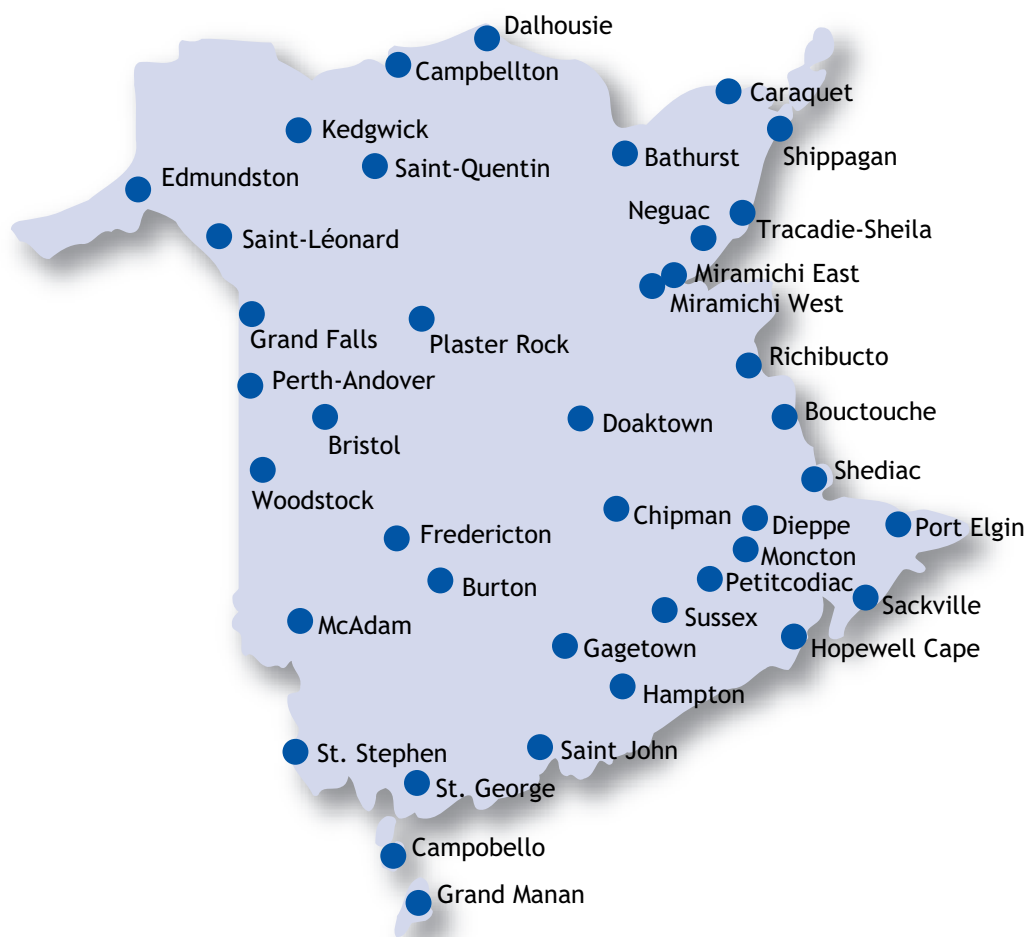 Dalhousie
Campbellton
Caraquet
Kedgwick
Bathurst
Shippagan
Saint-Quentin
Edmundston
Neguac
Tracadie-Sheila
Saint-Léonard
Miramichi East
Miramichi West
Grand Falls
Plaster Rock
Richibucto
Perth-Andover
Bouctouche
Doaktown
Bristol
Shediac
Woodstock
Chipman
Dieppe
Port Elgin
Fredericton
Moncton
Petitcodiac
Burton
Sackville
Sussex
McAdam
Gagetown
Hopewell Cape
Hampton
St. Stephen
Saint John
St. George
Campobello
Grand Manan